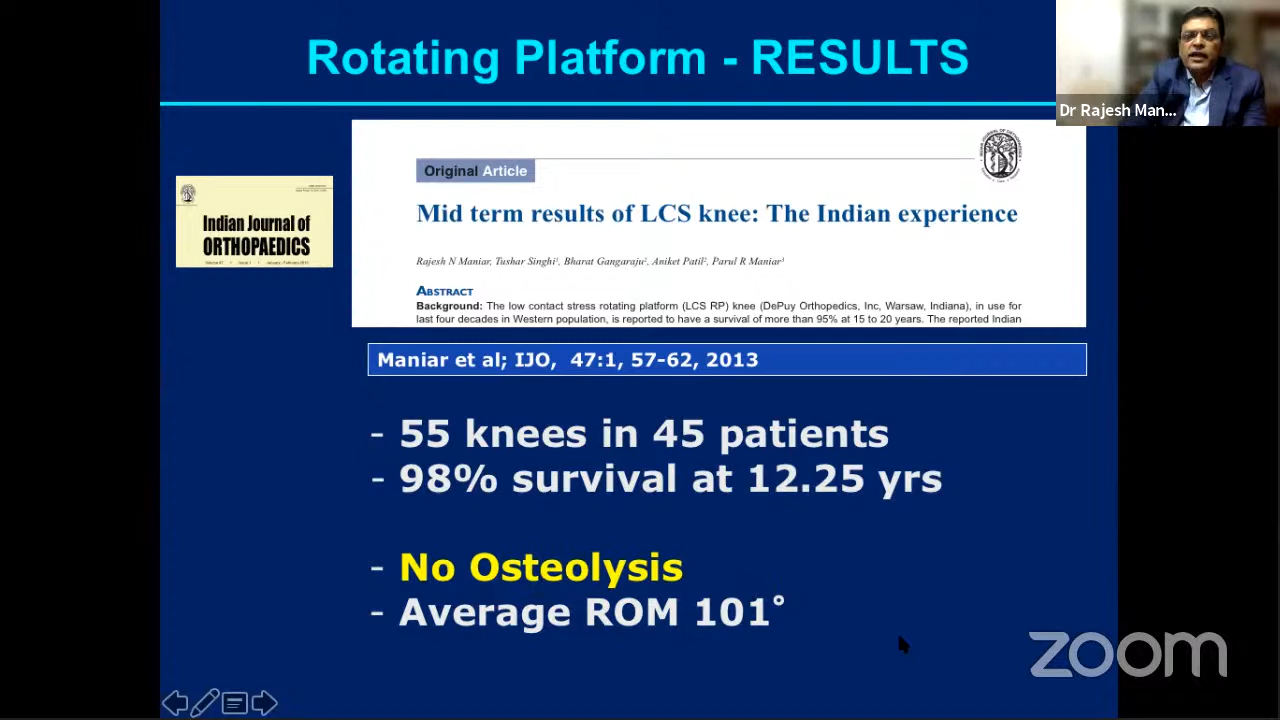 Rotating Platform - RESULTS
Dr Rajesh Man...
Original Article
Indian Journal of
ORTHOPAEDICS
Mid term results of LCS knee: The Indian experience
Rajesh N Maniar, Tushar Singhi¹, Bharat Gangaraju², Aniket Patil², Parul R Maniar³
ABSTRACT
Background: The low contact stress rotating platform (LCS RP) knee (DePuy Orthopedics, Inc, Warsaw, Indiana), in use for
last four decades in Western population, is reported to have a survival of more than 95% at 15 to 20 years. The reported Indian
Maniar et al; IJO, 47:1, 57-62, 2013
- 55 knees in 45 patients
- 98% survival at 12.25 yrs
- No Osteolysis
- Average ROM 101°
zoom